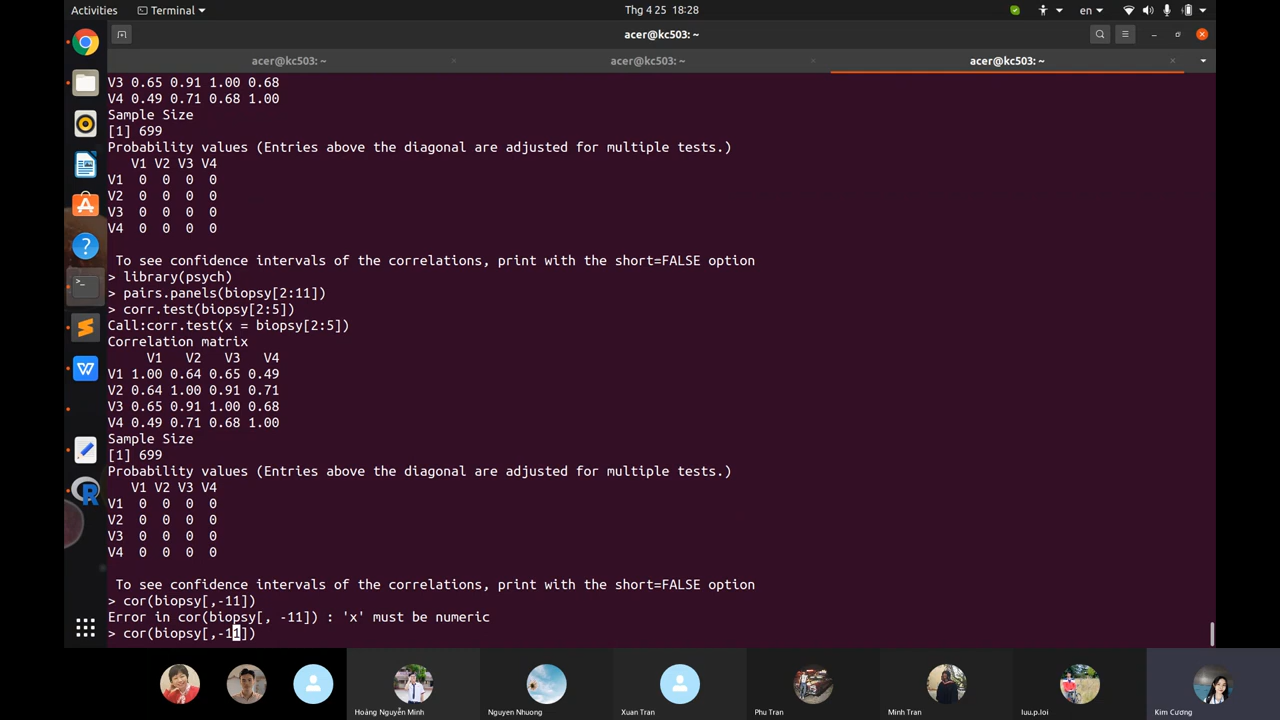 Activities Terminal Thg 4 25 18:28 en
acer@kc503: ~
acer@kc503: ~ acer@kc503: ~ acer@kc503: ~
V3 0.65 0.91 1.00 0.68
V4 0.49 0.71 0.68 1.00
Sample Size
[1] 699
Probability values (Entries above the diagonal are adjusted for multiple tests.)
V1 V2 V3 V4
V1 0 0 0 0
V2 0 0 0 0
V3 0 0 0 0
V4 0 0 0 0
To see confidence intervals of the correlations, print with the short=FALSE option
> library(psych)
> pairs.panels(biopsy[2:11])
> corr.test(biopsy[2:5])
Call:corr.test(x = biopsy[2:5])
Correlation matrix
V1 V2 V3 V4
V1 1.00 0.64 0.65 0.49
V2 0.64 1.00 0.91 0.71
V3 0.65 0.91 1.00 0.68
V4 0.49 0.71 0.68 1.00
Sample Size
[1] 699
Probability values (Entries above the diagonal are adjusted for multiple tests.)
V1 V2 V3 V4
V1 0 0 0 0
V2 0 0 0 0
V3 0 0 0 0
V4 0 0 0 0
To see confidence intervals of the correlations, print with the short=FALSE option
> cor(biopsy[,-11])
Error in cor(biopsy[, -11]) : 'x' must be numeric
> cor(biopsy[,-11])
Hoàng Nguyễn Minh Nguyen Nhuong Xuan Tran Phu Tran Minh Tran luu.p.loi Kim Cương